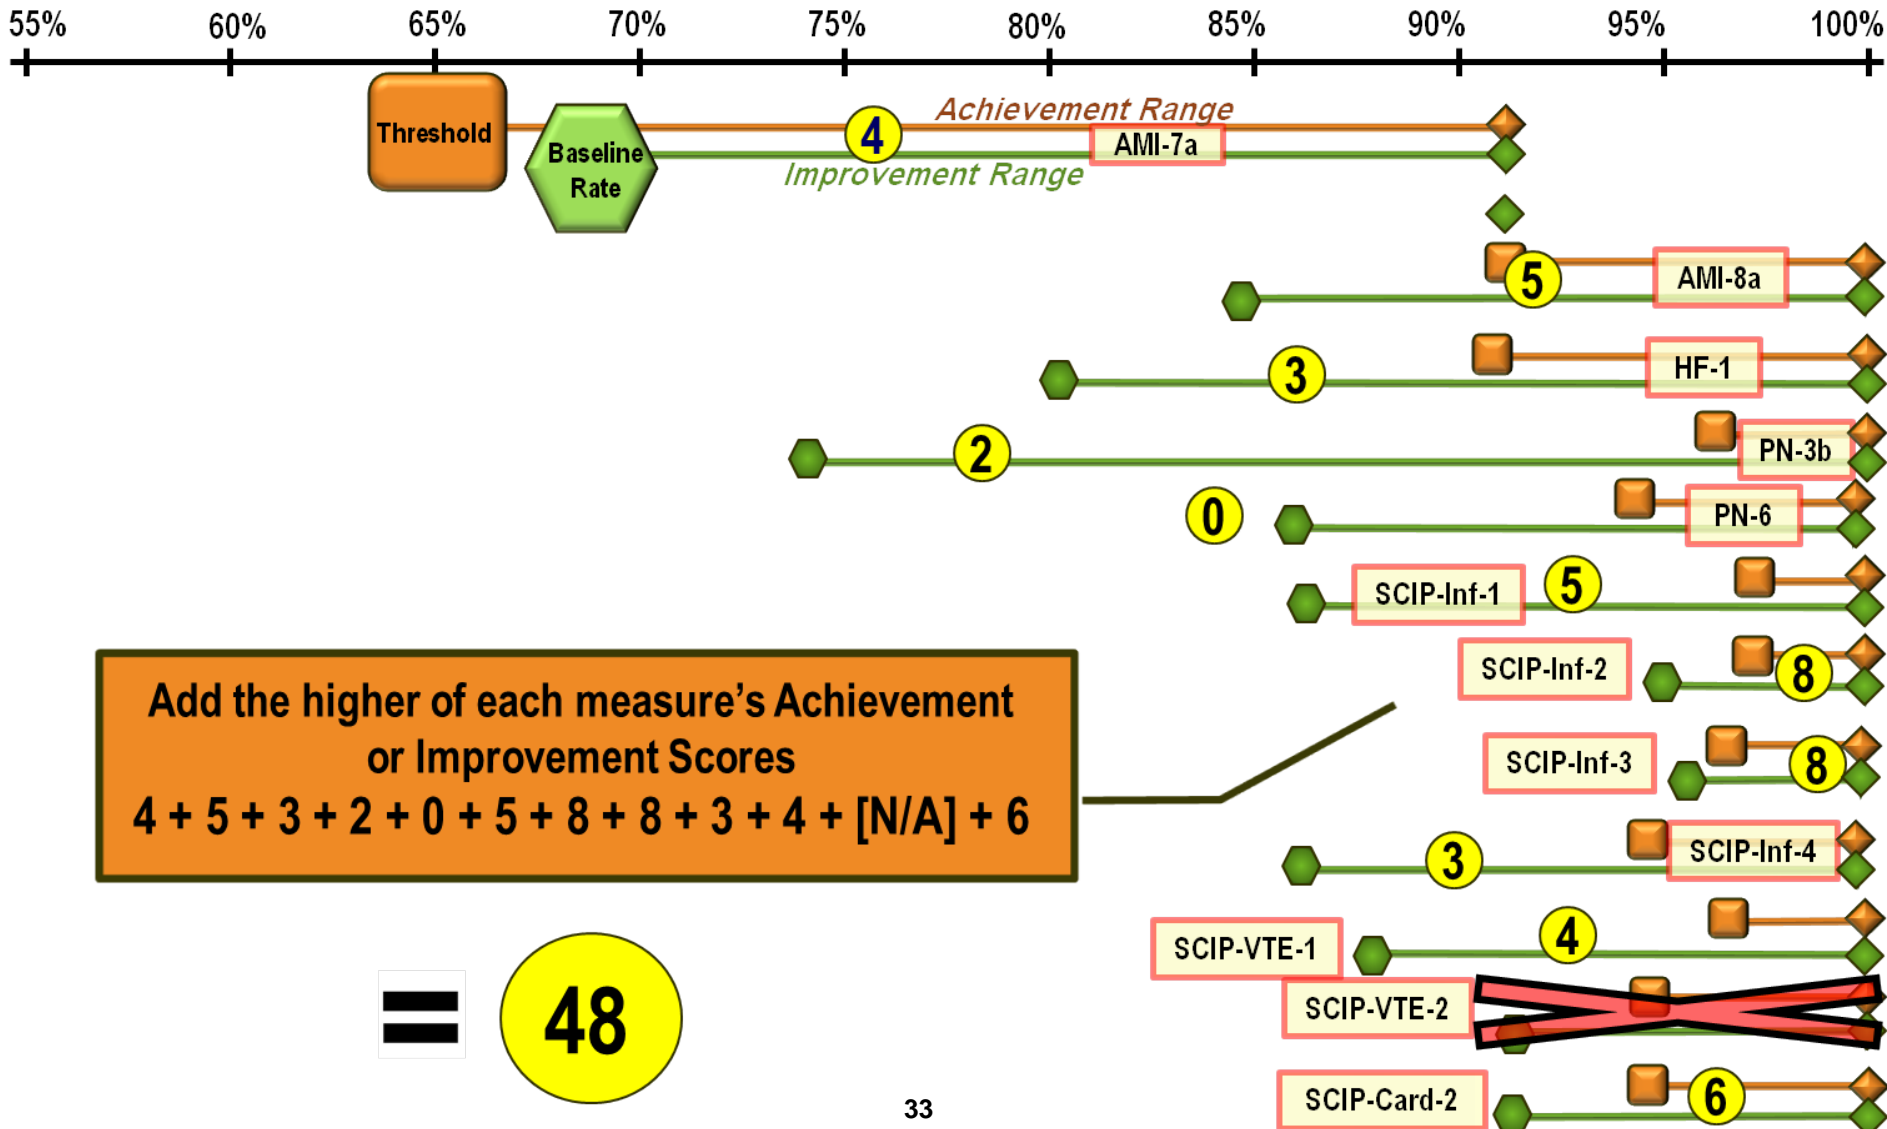 55% 60% 65% 70% 75% 80% 85% 90% 95% 100%
Threshold
Achievement Range
4
AMI-7a
Baseline
Rate
Improvement Range
5
AMI-8a
3
HF-1
2
PN-3b
0
PN-6
SCIP-Inf-1
5
SCIP-Inf-2
8
SCIP-Inf-3
8
3
SCIP-Inf-4
SCIP-VTE-1
4
SCIP-VTE-2
SCIP-Card-2
6
Add the higher of each measure’s Achievement
or Improvement Scores
4 + 5 + 3 + 2 + 0 + 5 + 8 + 8 + 3 + 4 + [N/A] + 6
= 48
33